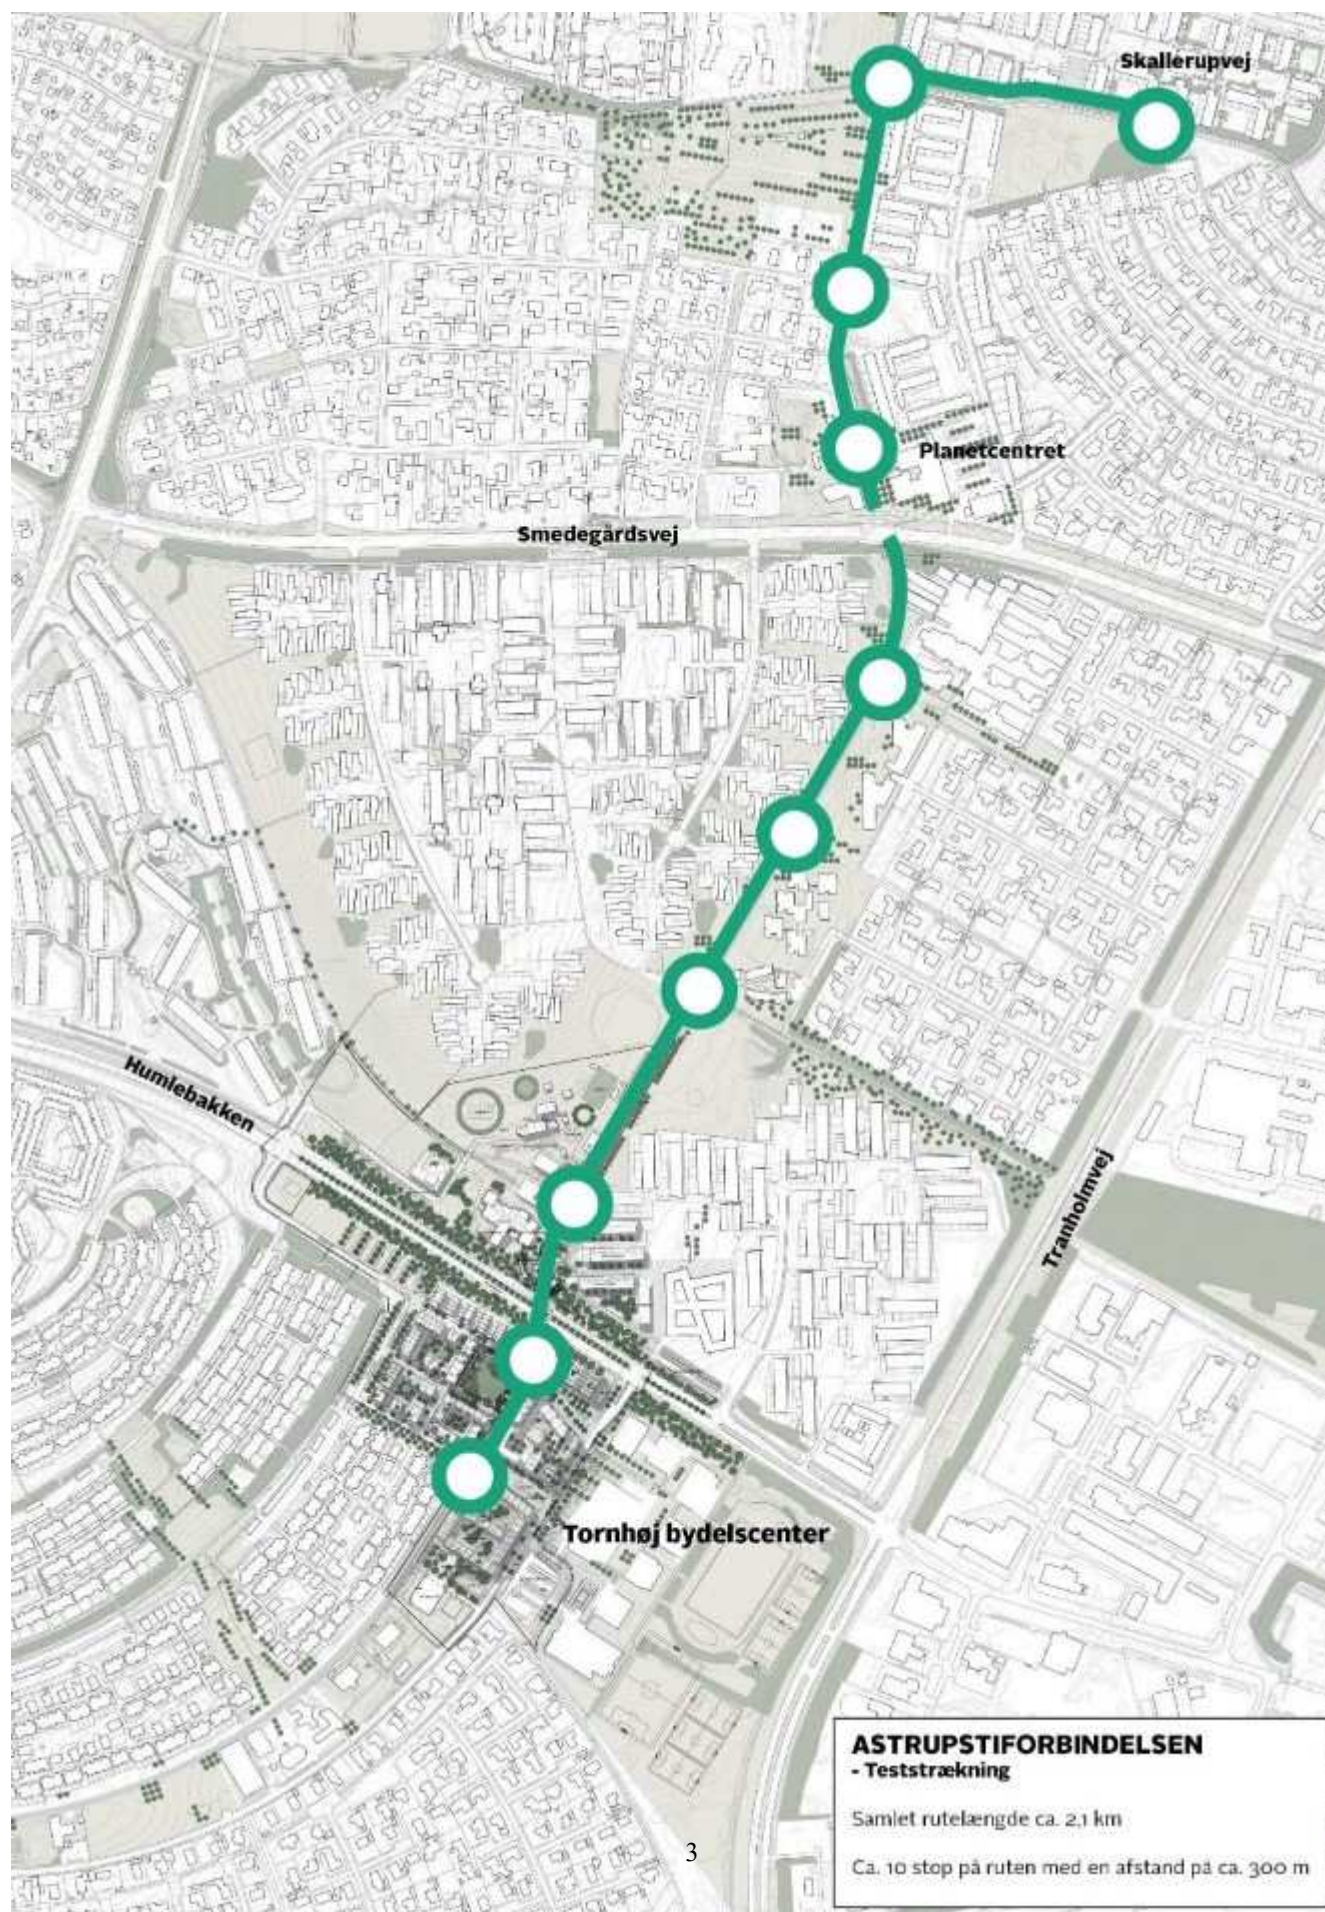 Skallerupvej
Planetcentret
Smedegårdsvej
Humlebakken
Tranholmvej
Tornhøj bydelscenter
ASTRUPSTIFORBINDELSEN
- Teststrækning
Samlet rutelængde ca. 2,1 km
Ca. 10 stop på ruten med en afstand på ca. 300 m
3